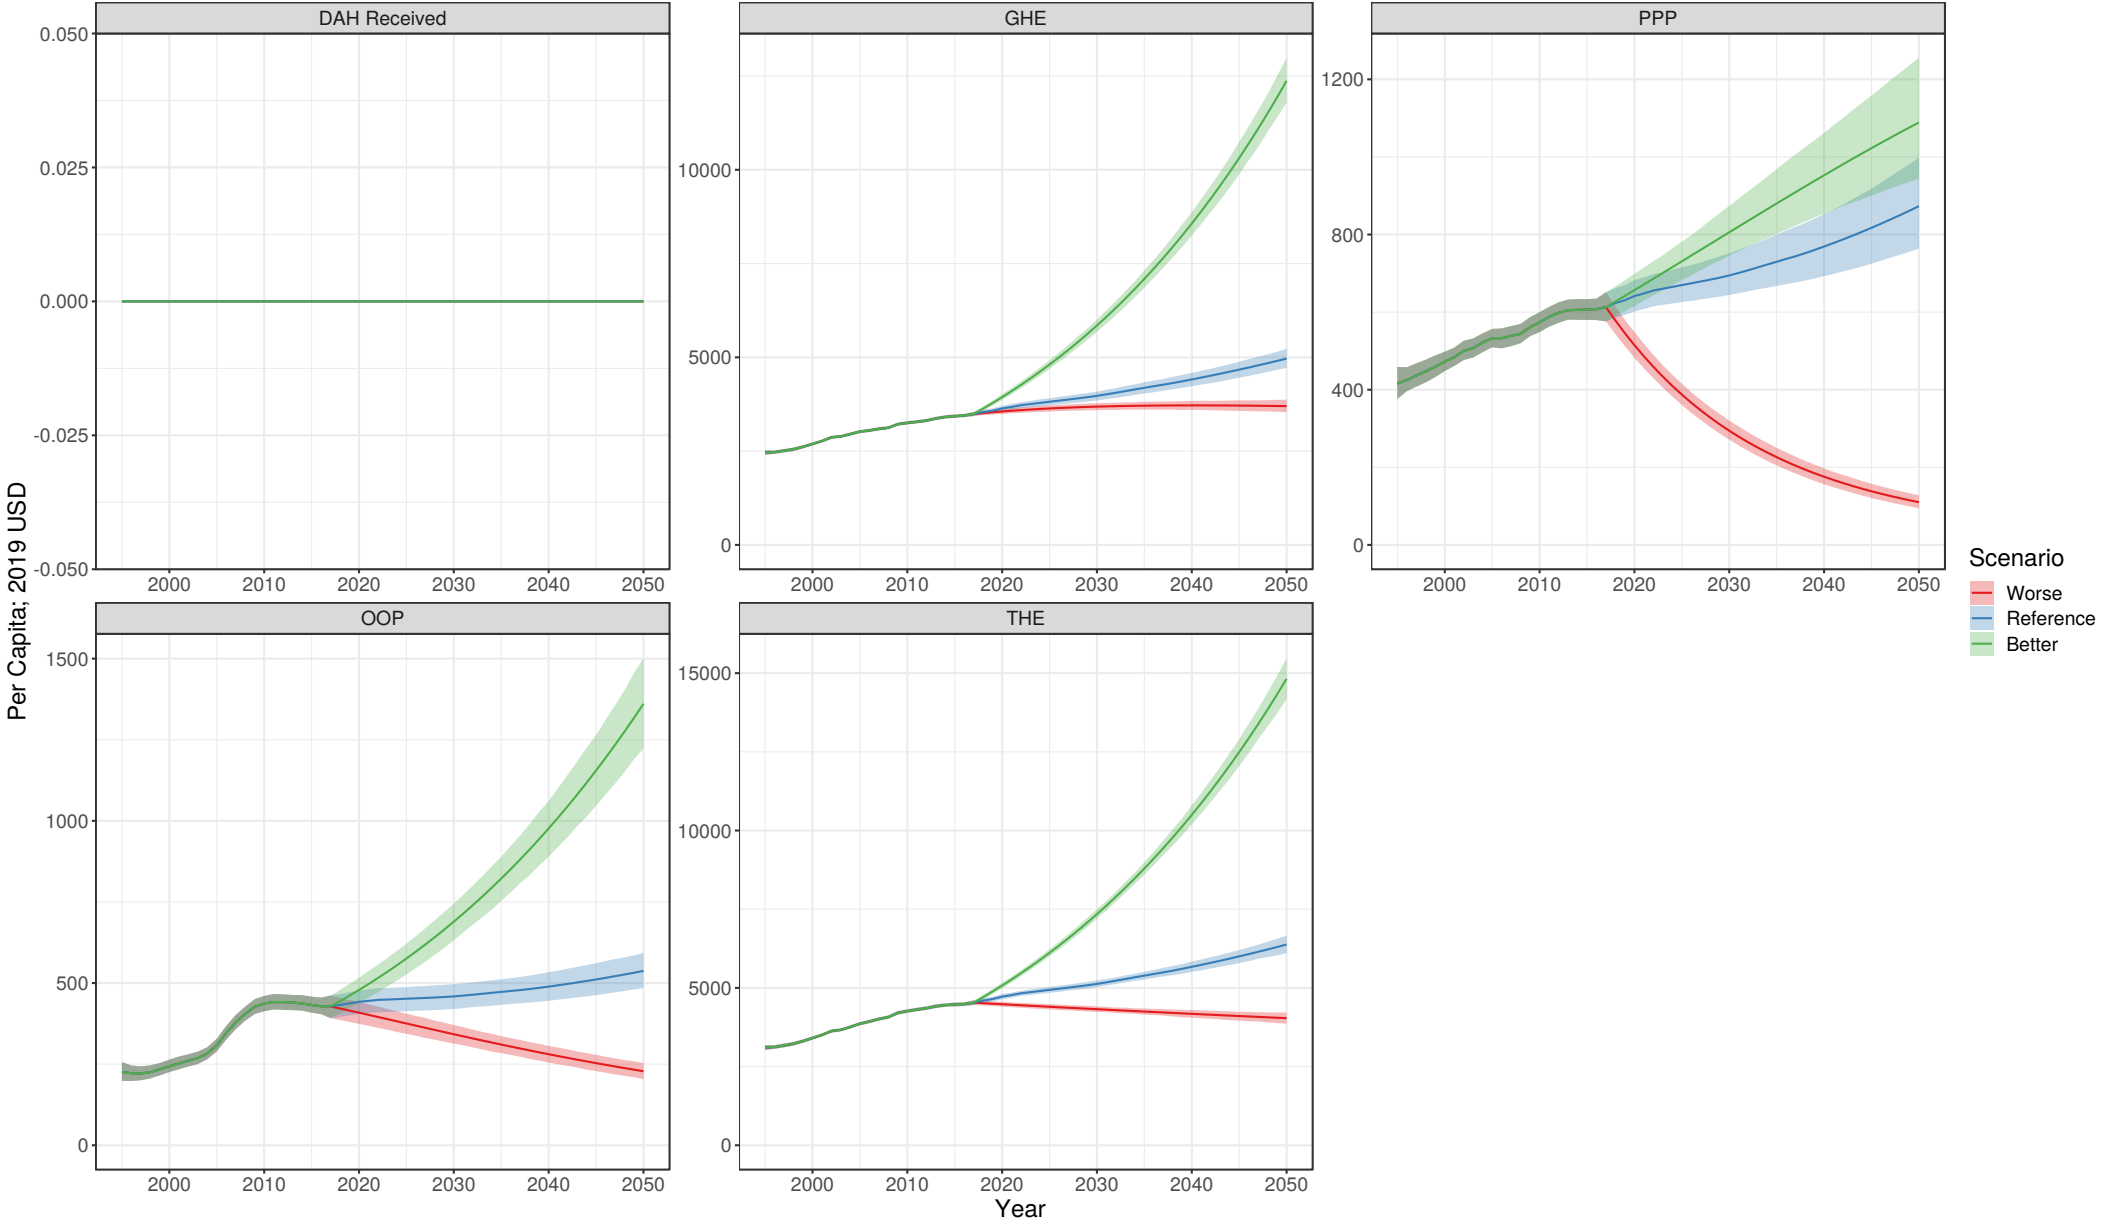 DAH Received
GHE
PPP
0.050
0.025
0.000
-0.025
-0.050
10000
5000
0
1200
800
400
0
2000 2010 2020 2030 2040 2050
2000 2010 2020 2030 2040 2050
2000 2010 2020 2030 2040 2050
OOP
THE
1500
1000
500
0
15000
10000
5000
0
2000 2010 2020 2030 2040 2050
2000 2010 2020 2030 2040 2050
Year
Per Capita; 2019 USD
Scenario
Worse
Reference
Better